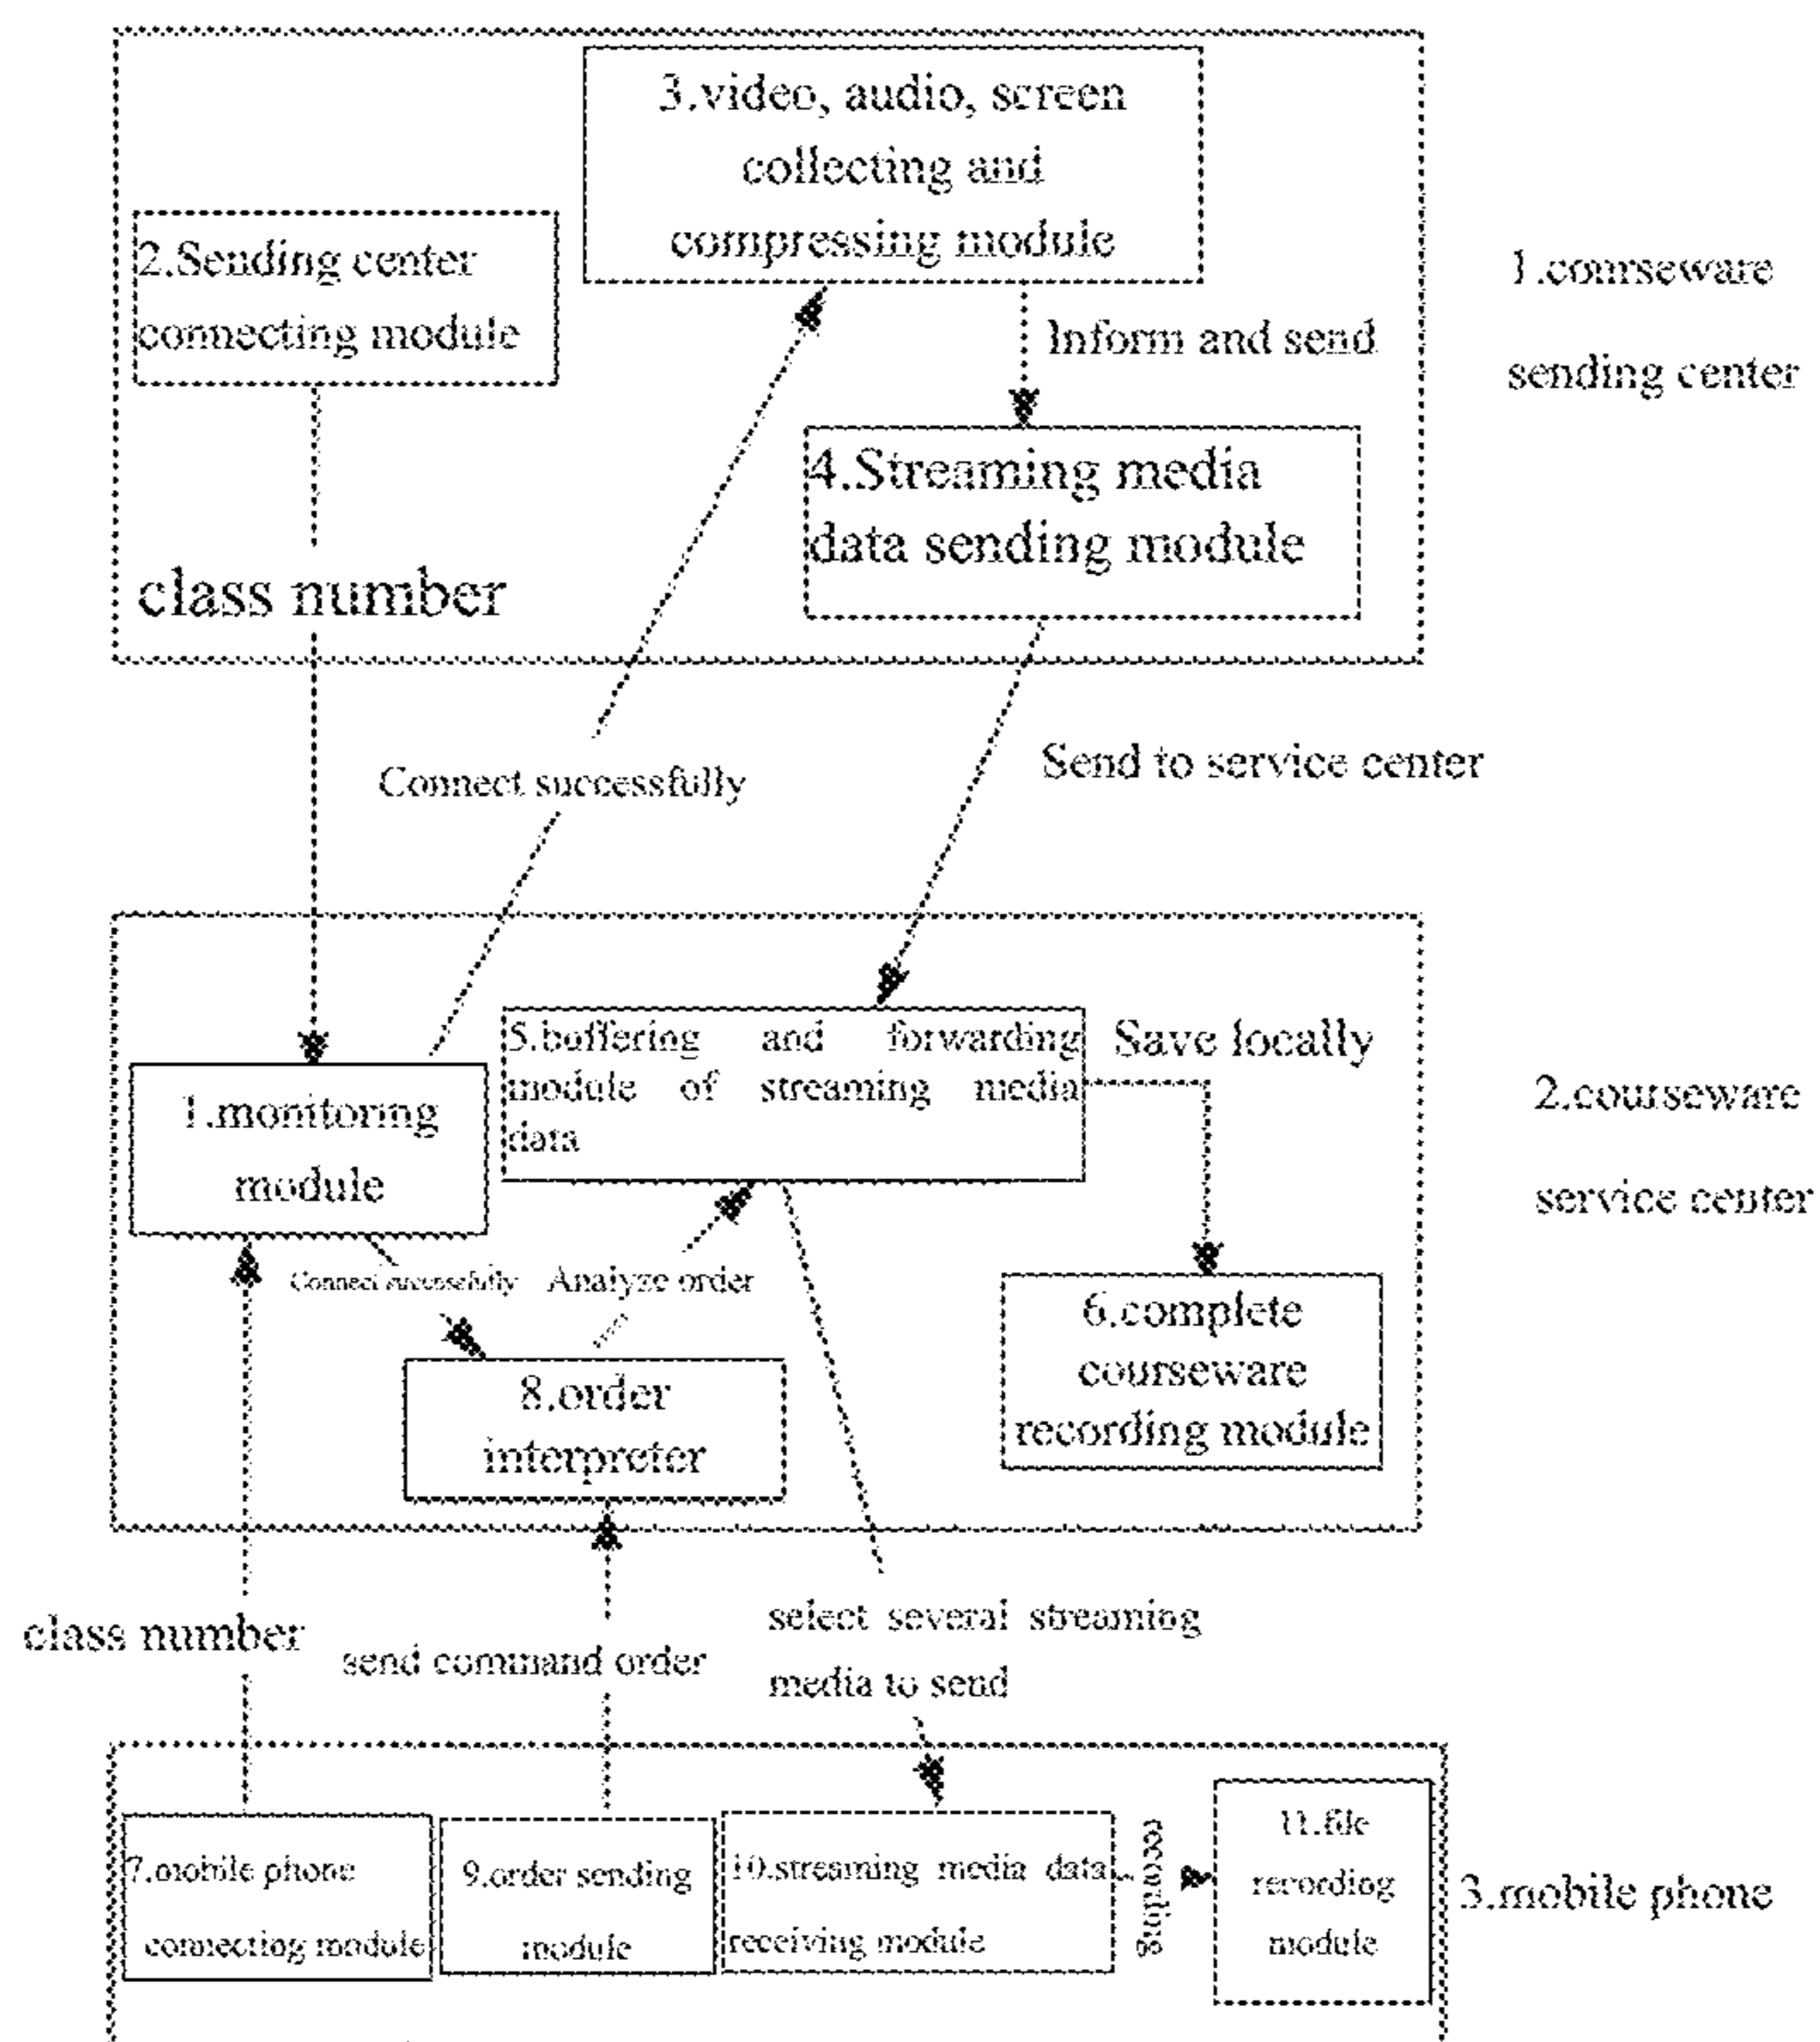 3.video, audio, screen
collecting and
compressing module
2.Sending center
connecting module
1.courseware
sending center
Inform and send
4.Streaming media
data sending module
class number
Connect successfully
Send to service center
5.buffering and forwarding
module of streaming media
data
Save locally
1.monitoring
module
2.courseware
service center
Connect successfully
Analyze order
6.complete
courseware
recording module
8.order
interpreter
class number
send command order
select several streaming
media to send
7.mobile phone
connecting module
9.order sending
module
10.streaming media data
receiving module
recording
11.file
recording
module
3.mobile phone